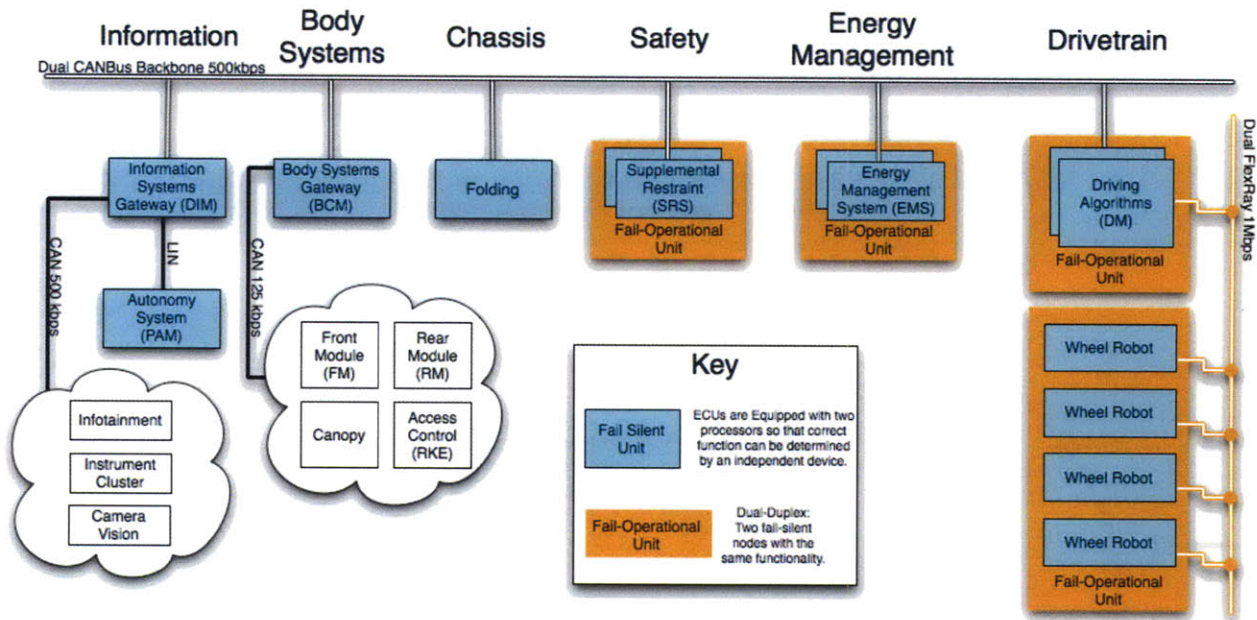 Information
Body
Systems
Chassis
Safety
Energy
Management
Drivetrain
Dual CANBus Backbone 500kbps
Information
Systems
Gateway (DIM)
Body Systems
Gateway
(BCM)
Folding
Supplemental
Restraint
(SRS)
Fail-Operational
Unit
Energy
Management
System (EMS)
Fail-Operational
Unit
Driving
Algorithms
(DM)
Fail-Operational
Unit
Dual FlexRay 1Mbps
CAN 500 kbps
LIN
CAN 125 kbps
Autonomy
System
(PAM)
Infotainment
Instrument
Cluster
Camera
Vision
Front
Module
(FM)
Rear
Module
(RM)
Canopy
Access
Control
(RKE)
Key
Fail Silent
Unit
ECUs are Equipped with two
processors so that correct
function can be determined
by an independent device.
Fail-Operational
Unit
Dual-Duplex:
Two fail-silent
nodes with the
same functionality.
Wheel Robot
Wheel Robot
Wheel Robot
Wheel Robot
Fail-Operational
Unit